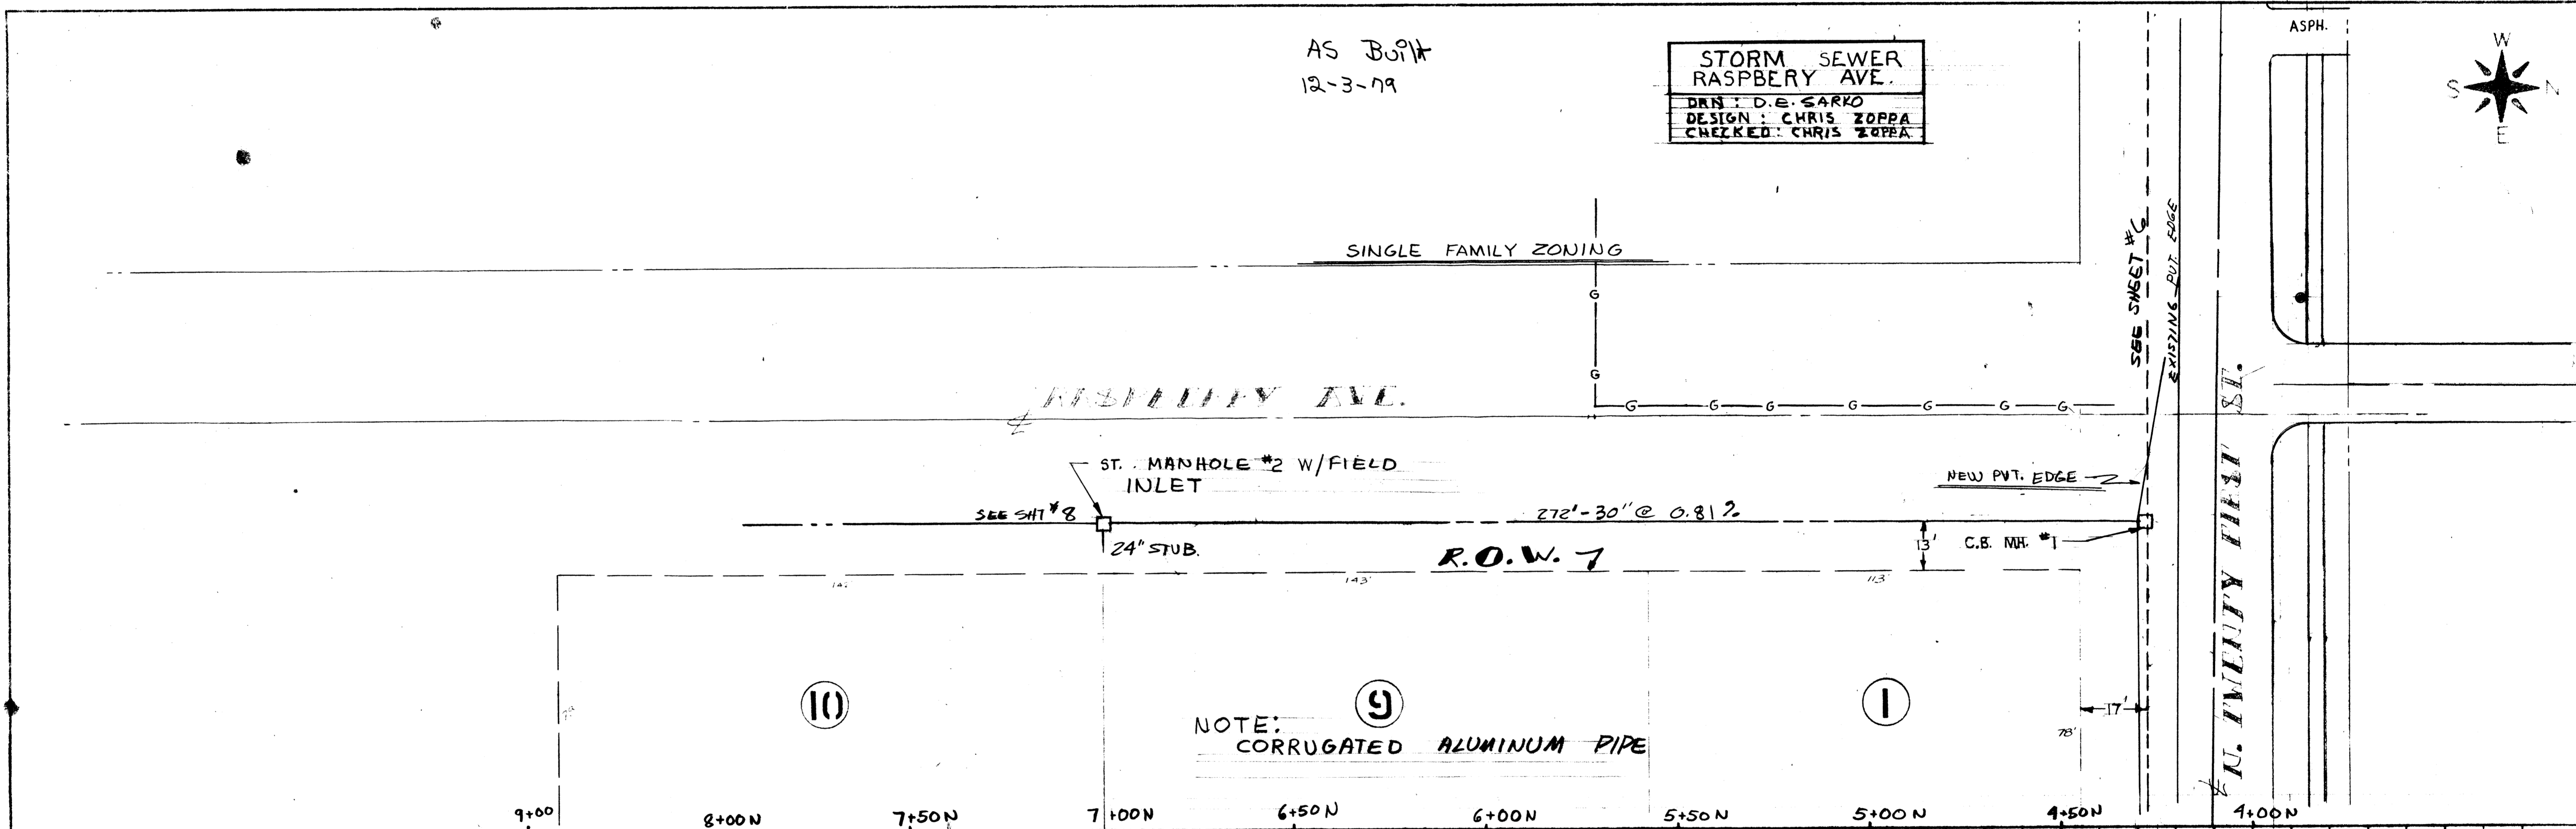 AS Built
12-3-79
STORM SEWER
RASPBERY AVE.
DRN : D.E. SARKO
DESIGN : CHRIS ZOPPA
CHECKED : CHRIS ZOPPA
ASPH.
W
S
N
E
SINGLE FAMILY ZONING
G
G
G G G G G G G
SEE SHEET #6
EXISTING PVT. EDGE
AVE.
ST. MANHOLE #2 W/FIELD
INLET
NEW PVT. EDGE
SEE SHT #8
272'-30" @ 0.81%
24" STUB.
13'
C.B. MH. #1
R.O.W. 7
143'
113'
10
9
1
17'
78'
NOTE:
CORRUGATED ALUMINUM PIPE
N. TWENTY FIRST ST.
9+00
8+00N
7+50N
7+00N
6+50N
6+00N
5+50N
5+00N
4+50N
4+00N